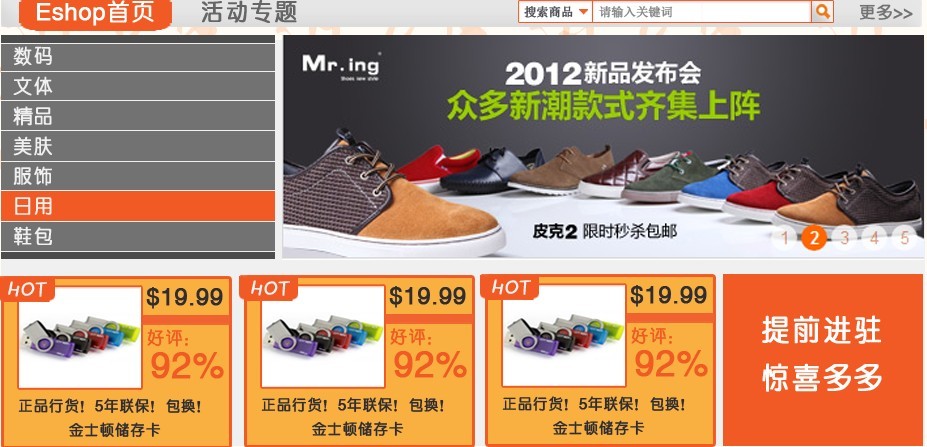 Eshop首页
活动专题
搜索商品
请输入关键词
更多>>
数码
文体
精品
美肤
服饰
日用
鞋包
Mr.ing
2012新品发布会
众多新潮款式齐集上阵
皮克2 限时秒杀包邮
1 2 3 4 5
HOT
$19.99
好评:
92%
正品行货！5年联保！包换！
金士顿储存卡
HOT
$19.99
好评:
92%
正品行货！5年联保！包换！
金士顿储存卡
HOT
$19.99
好评:
92%
正品行货！5年联保！包换！
金士顿储存卡
提前进驻
惊喜多多